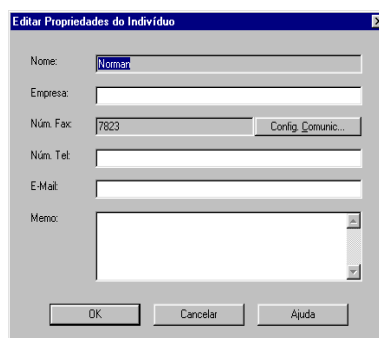 Editar Propriedades do Indivíduo
Nome: Norman
Empresa:
Núm. Fax: 7823 Config. Comunic...
Núm. Tel:
E-Mail:
Memo:
OK Cancelar Ajuda